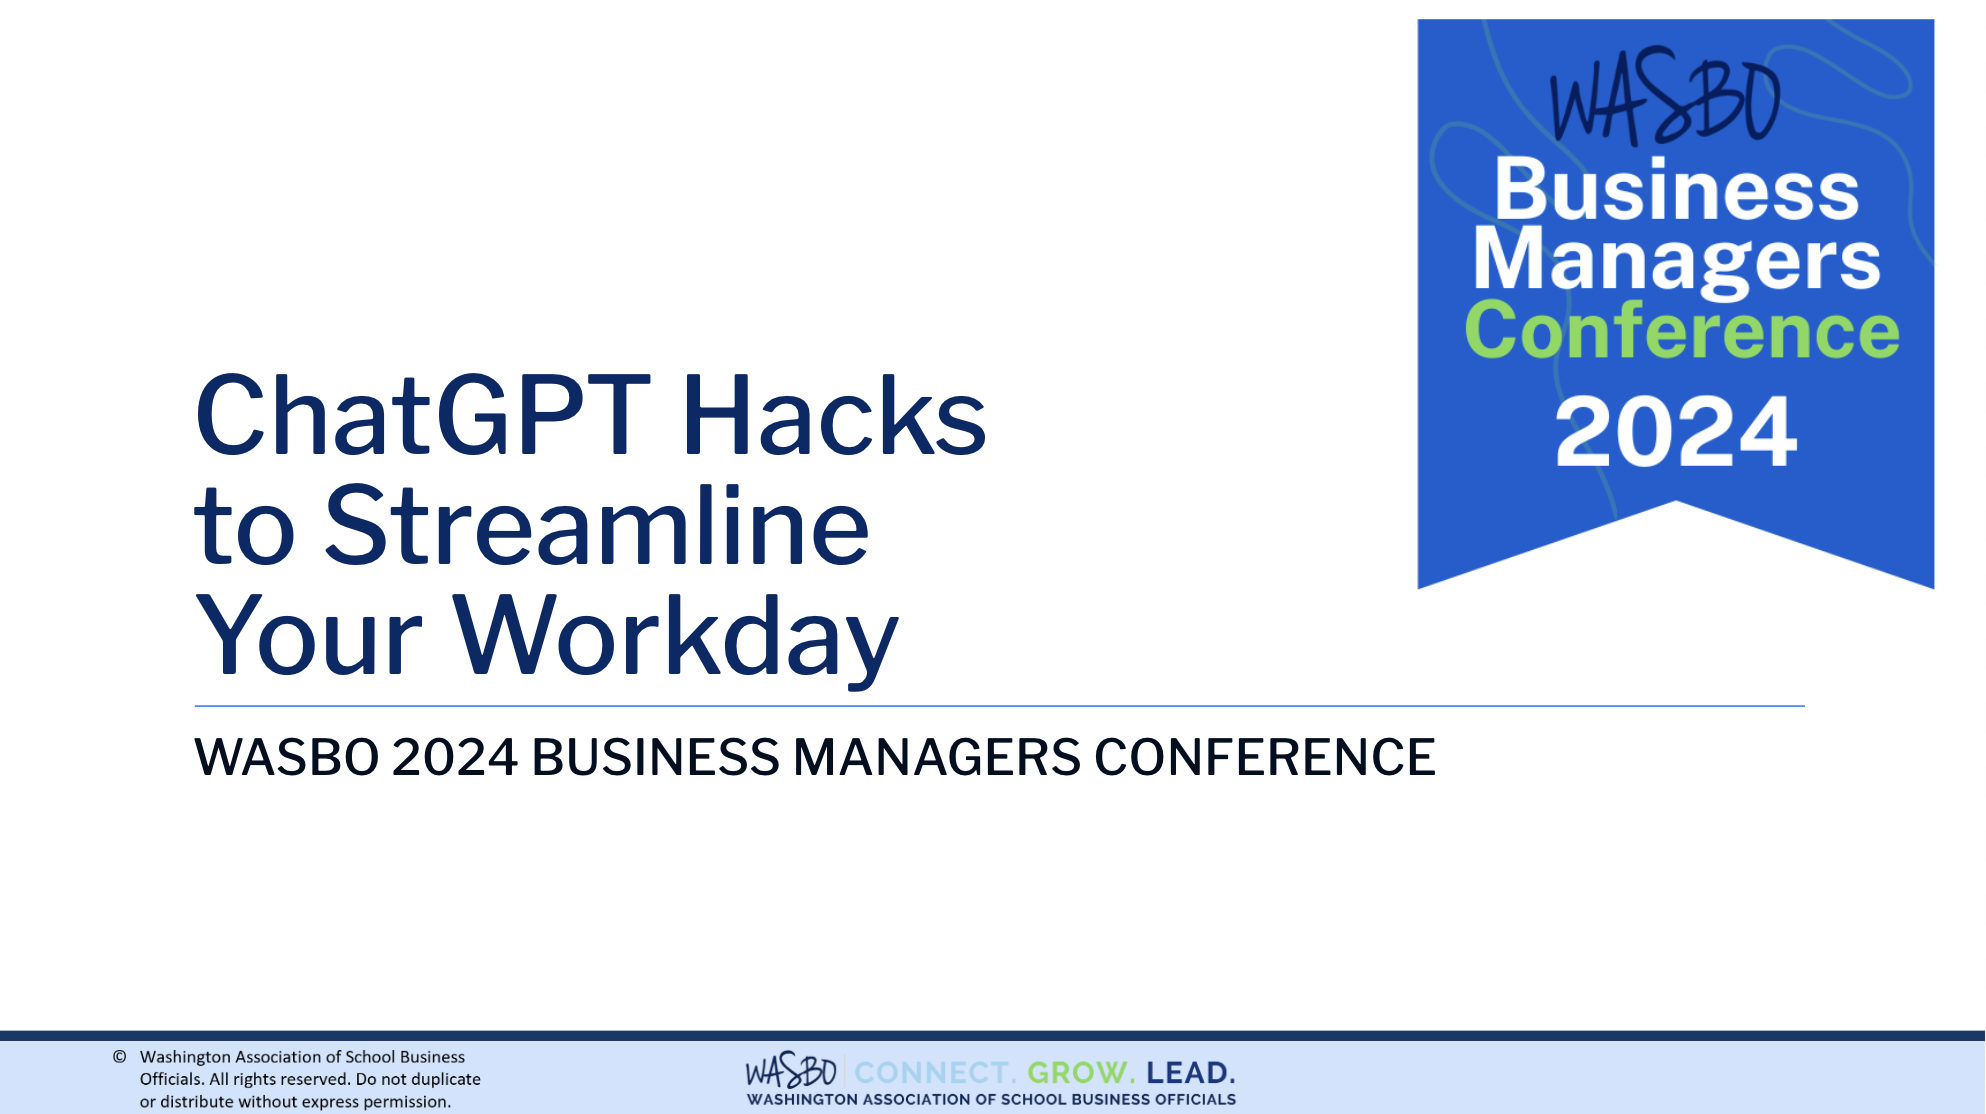 WASBO
Business
Managers
Conference
2024
ChatGPT Hacks
to Streamline
Your Workday
WASBO 2024 BUSINESS MANAGERS CONFERENCE
© Washington Association of School Business
Officials. All rights reserved. Do not duplicate
or distribute without express permission.
WASBO CONNECT. GROW. LEAD.
WASHINGTON ASSOCIATION OF SCHOOL BUSINESS OFFICIALS